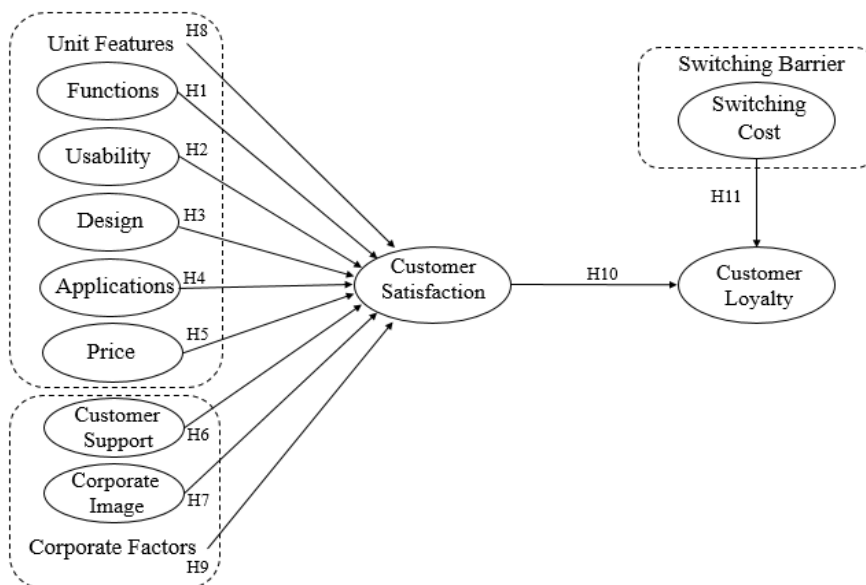 Unit Features
H8
Functions
H1
Usability
H2
Design
H3
Applications
H4
Price
H5
Customer
Support
H6
Corporate
Image
H7
Corporate Factors
H9
Customer
Satisfaction
H10
Switching Barrier
Switching
Cost
H11
Customer
Loyalty